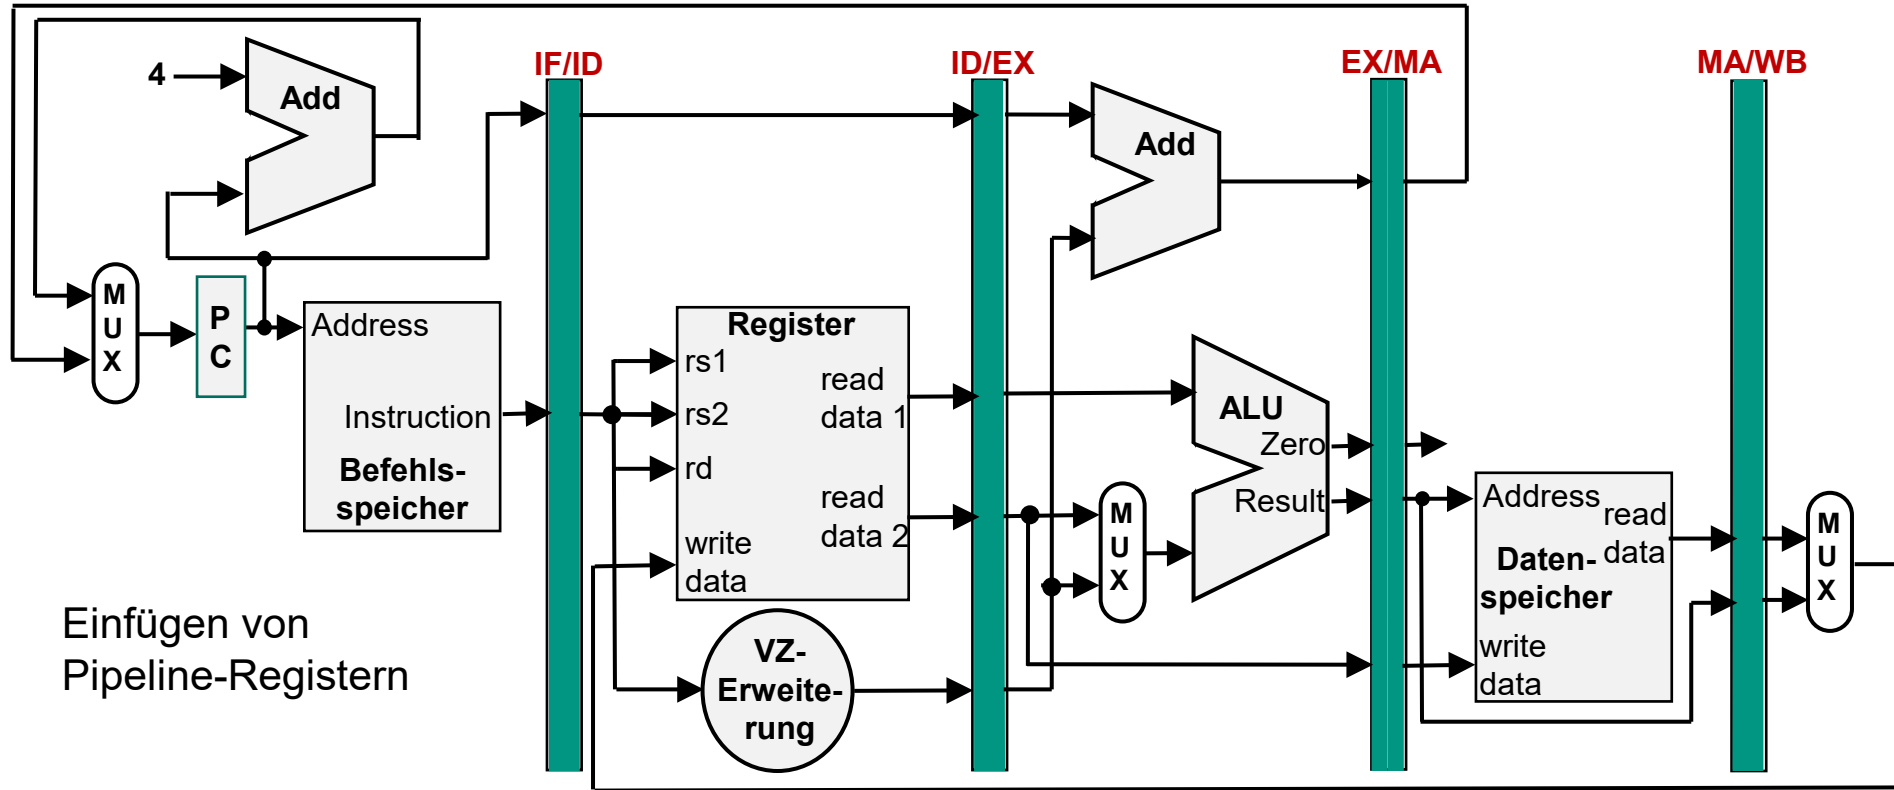 IF/ID
ID/EX
EX/MA
MA/WB
4
Add
Add
M
U
X
P
C
Address
Instruction
Befehls-
speicher
Register
rs1
rs2
rd
write
data
read
data 1
read
data 2
VZ-
Erweite-
rung
M
U
X
ALU
Zero
Result
Address
read
data
Daten-
speicher
write
data
M
U
X
Einfügen von
Pipeline-Registern